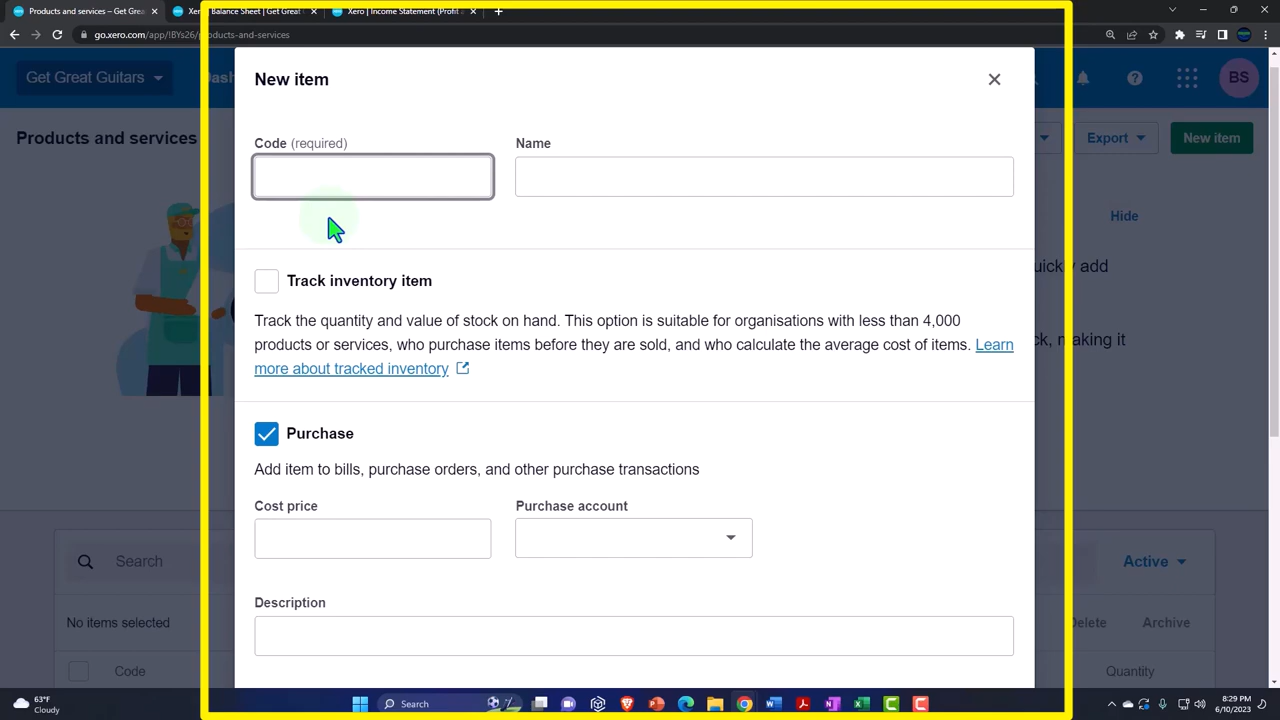 Products and services – Get Gre
Xero | Balance Sheet | Get Great
Xero | Income Statement (Profit
go.xero.com/app/!BYs26/products-and-services
Get Great Guitars
Dash
BS
New item
Products and services
Export
New item
Code (required)
Name
Hide
uickly add
Track inventory item
Track the quantity and value of stock on hand. This option is suitable for organisations with less than 4,000
products or services, who purchase items before they are sold, and who calculate the average cost of items. Learn
more about tracked inventory
ck, making it
Purchase
Add item to bills, purchase orders, and other purchase transactions
Cost price
Purchase account
Search
Active
Description
No items selected
Delete
Archive
Code
Quantity
63°F
Cloudy
Search
8:29 PM
6/10/2023